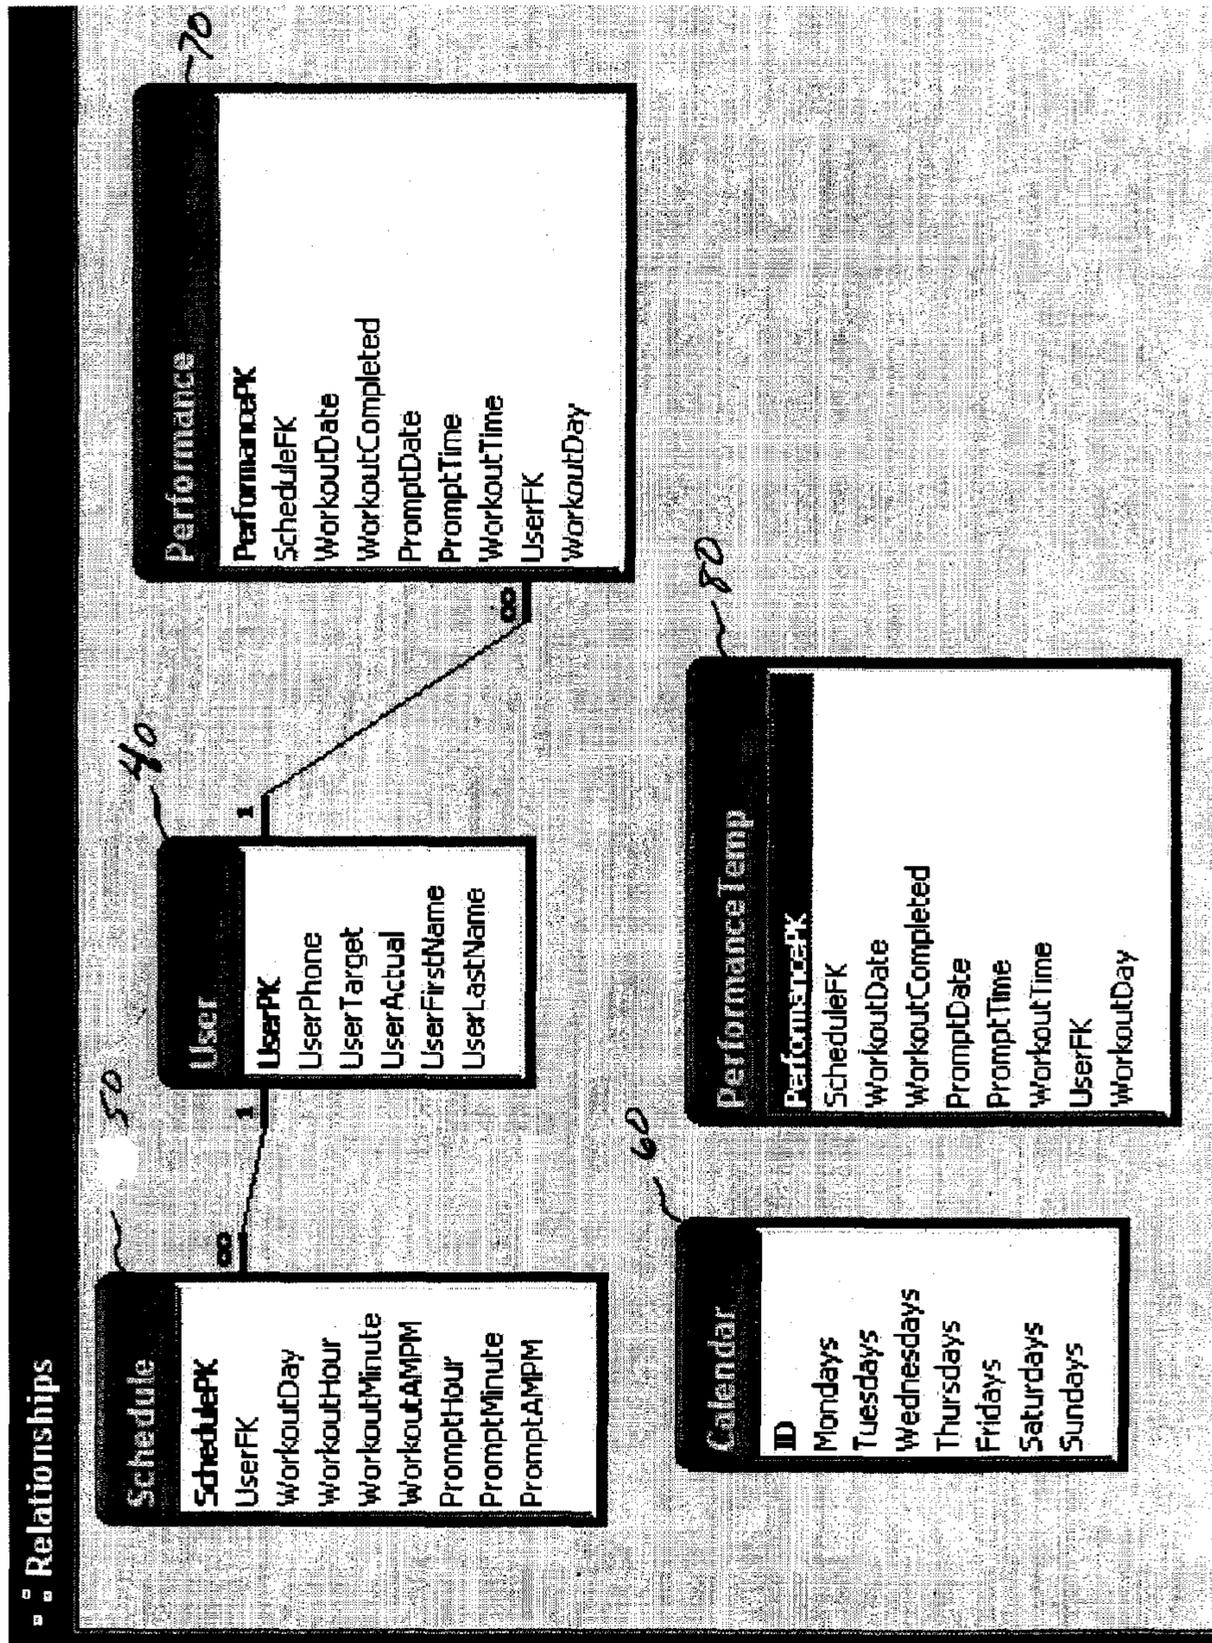 Relationships
50
Schedule
SchedulePK
UserFK
WorkoutDay
WorkoutHour
WorkoutMinute
WorkoutAMPM
PromptHour
PromptMinute
PromptAMPM
∞
1
40
User
UserPK
UserPhone
UserTarget
UserActual
UserFirstName
UserLastName
1
∞
70
Performance
PerformancePK
ScheduleFK
WorkoutDate
WorkoutCompleted
PromptDate
PromptTime
WorkoutTime
UserFK
WorkoutDay
60
Calendar
ID
Mondays
Tuesdays
Wednesdays
Thursdays
Fridays
Saturdays
Sundays
80
PerformanceTemp
PerformancePK
ScheduleFK
WorkoutDate
WorkoutCompleted
PromptDate
PromptTime
WorkoutTime
UserFK
WorkoutDay